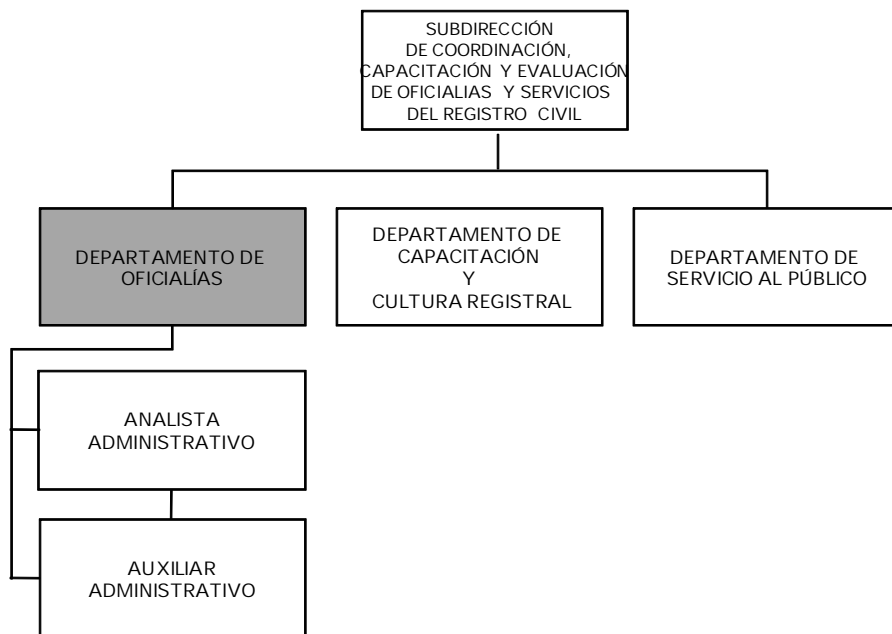 SUBDIRECCIÓN
DE COORDINACIÓN,
CAPACITACIÓN Y EVALUACIÓN
DE OFICIALIAS Y SERVICIOS
DEL REGISTRO CIVIL
DEPARTAMENTO DE
OFICIALÍAS
DEPARTAMENTO DE
CAPACITACIÓN
Y
CULTURA REGISTRAL
DEPARTAMENTO DE
SERVICIO AL PÚBLICO
ANALISTA
ADMINISTRATIVO
AUXILIAR
ADMINISTRATIVO